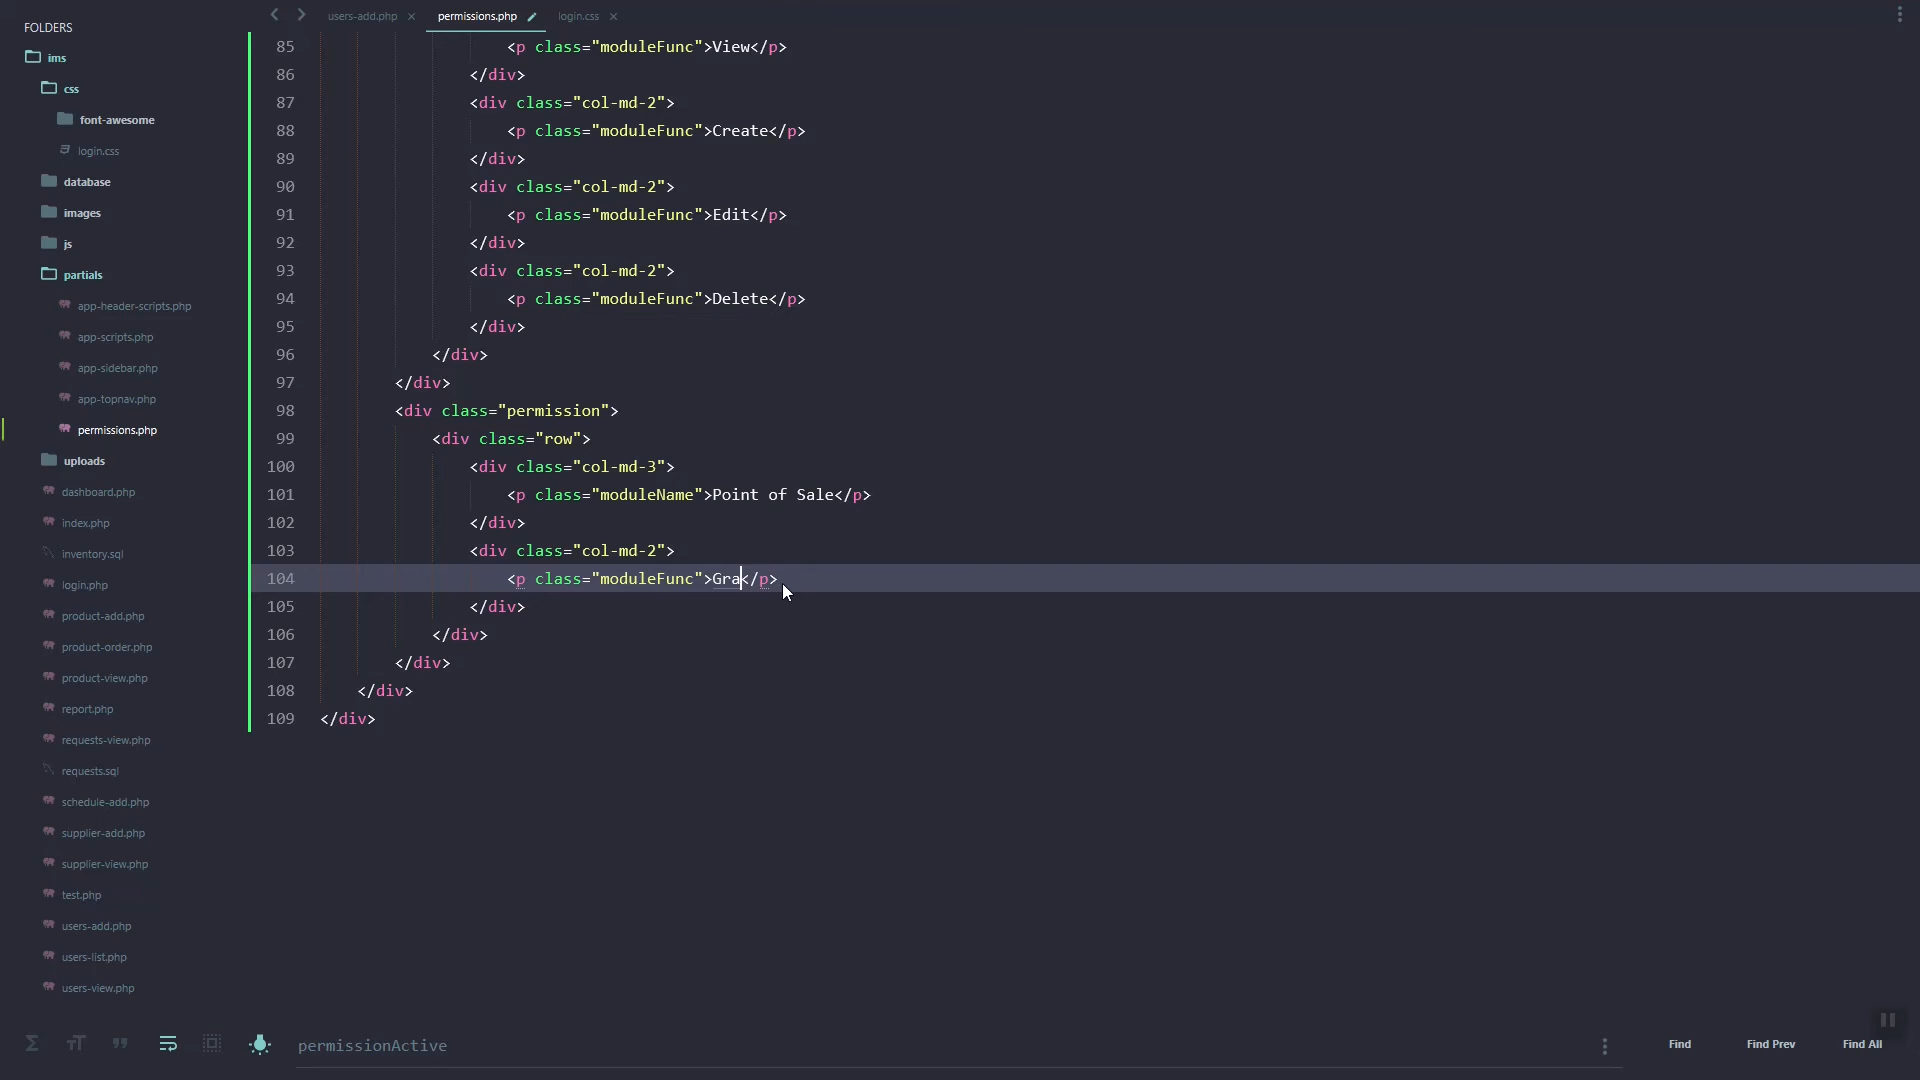 FOLDERS
ims
css
font-awesome
login.css
database
images
js
partials
app-header-scripts.php
app-scripts.php
app-sidebar.php
app-topnav.php
permissions.php
uploads
dashboard.php
index.php
inventory.sql
login.php
product-add.php
product-order.php
product-view.php
report.php
requests-view.php
requests.sql
schedule-add.php
supplier-add.php
supplier-view.php
test.php
users-add.php
users-list.php
users-view.php
users-add.php × permissions.php login.css ×
85 <p class="moduleFunc">View</p>
86 </div>
87 <div class="col-md-2">
88 <p class="moduleFunc">Create</p>
89 </div>
90 <div class="col-md-2">
91 <p class="moduleFunc">Edit</p>
92 </div>
93 <div class="col-md-2">
94 <p class="moduleFunc">Delete</p>
95 </div>
96 </div>
97 </div>
98 <div class="permission">
99 <div class="row">
100 <div class="col-md-3">
101 <p class="moduleName">Point of Sale</p>
102 </div>
103 <div class="col-md-2">
104 <p class="moduleFunc">Gra</p>
105 </div>
106 </div>
107 </div>
108 </div>
109 </div>
permissionActive
Find Find Prev Find All